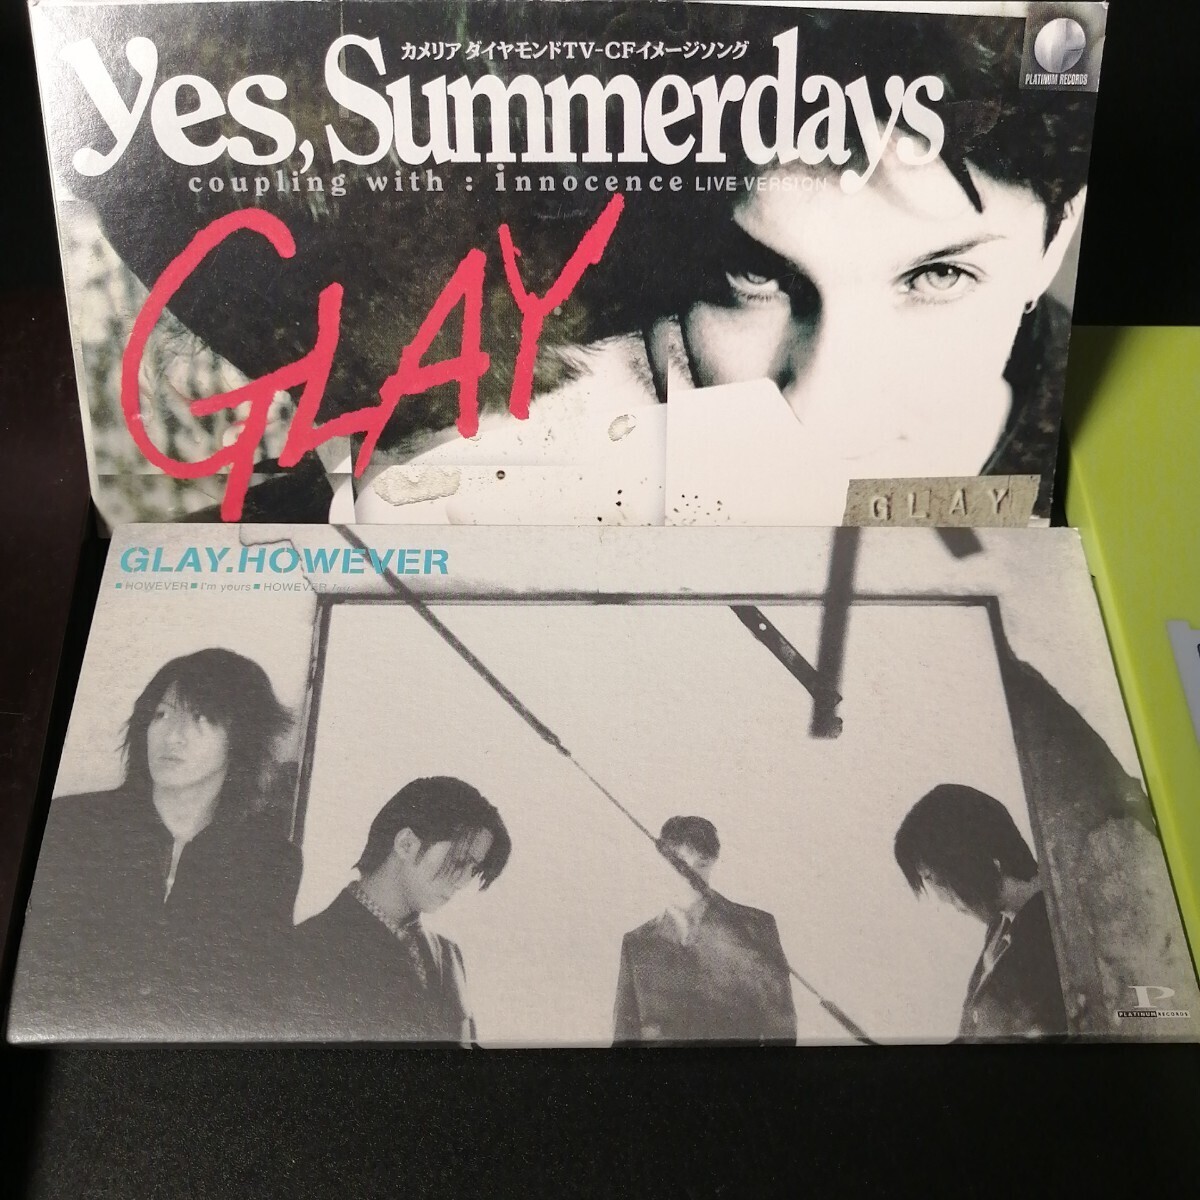 カメリア ダイヤモンドTV-CFイメージソング
yes, Summerdays
coupling with : innocence LIVE VERSION
PLATINUM RECORDS
GLAY
GLAY
GLAY.HOWEVER
■HOWEVER■I'm yours■HOWEVER
P
PLATINUM RECORDS